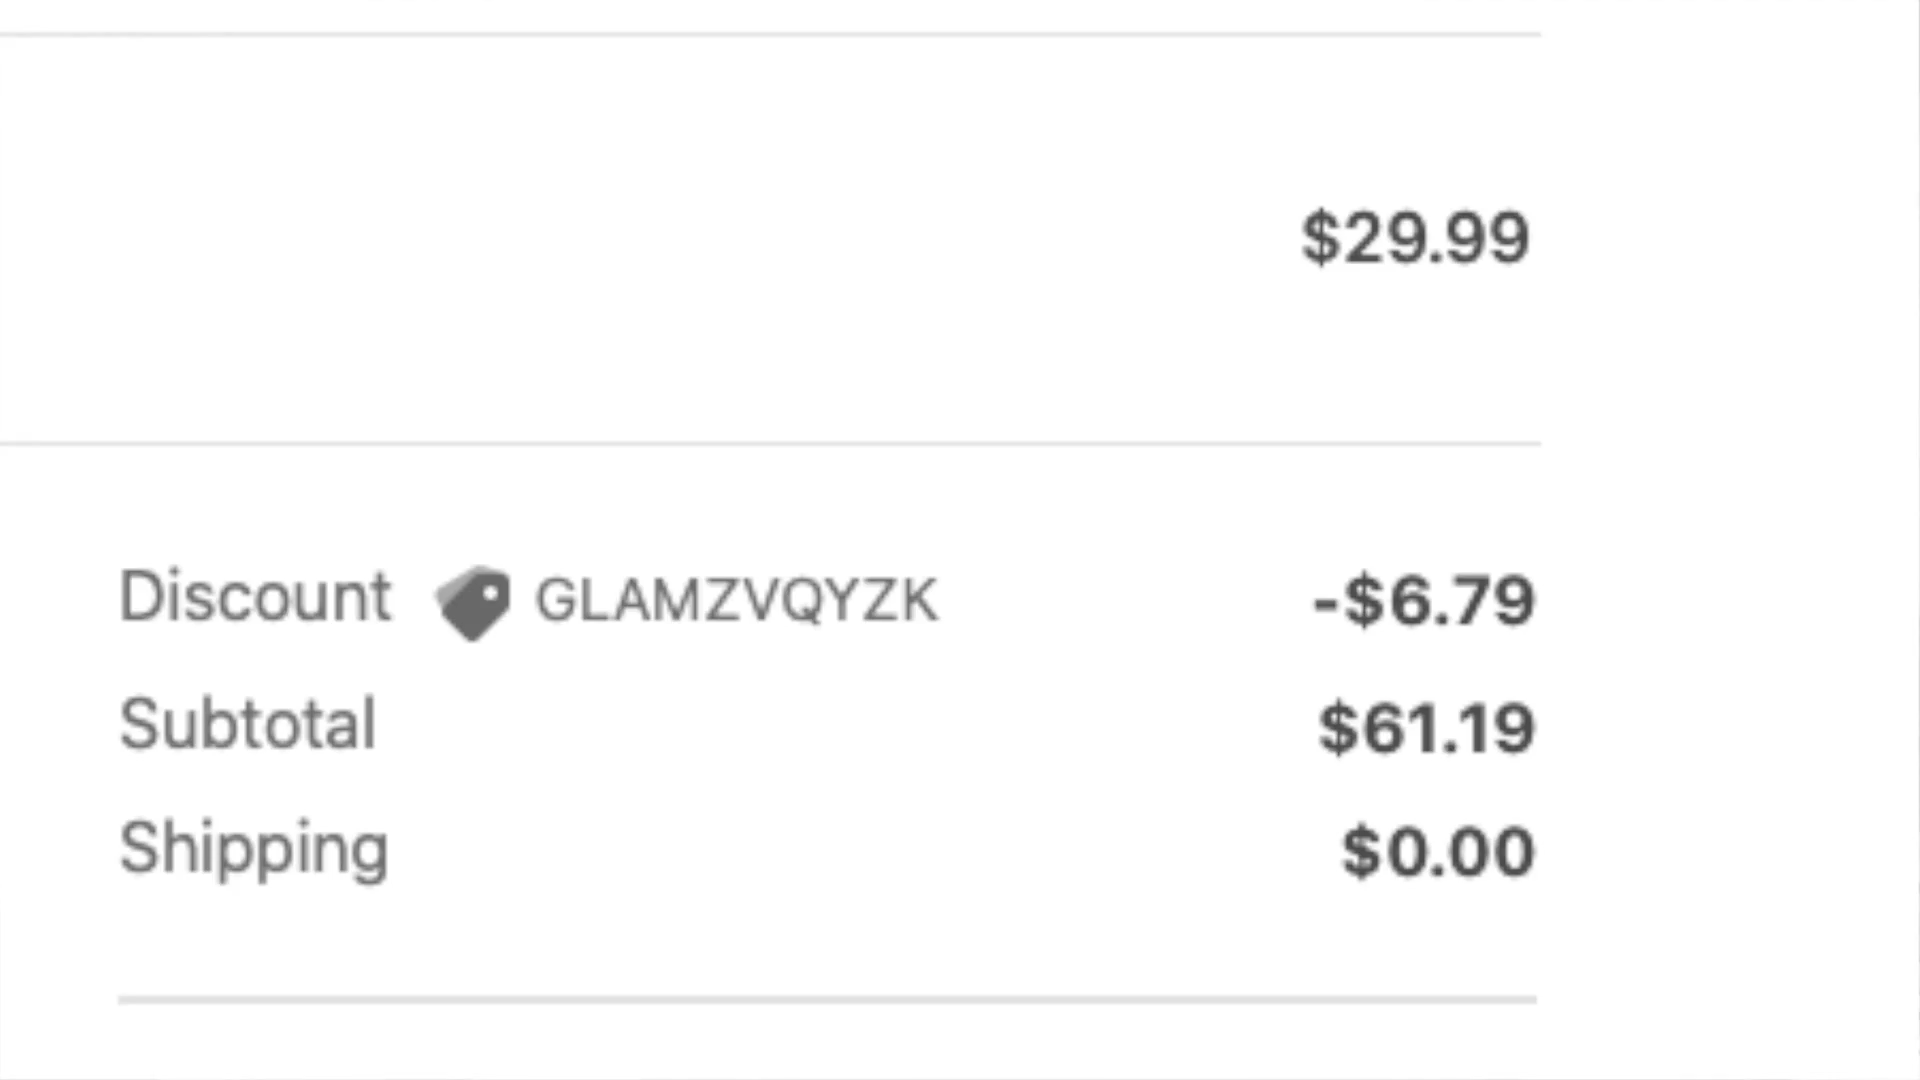 $29.99
Discount GLAMZVQYZK -$6.79
Subtotal $61.19
Shipping $0.00